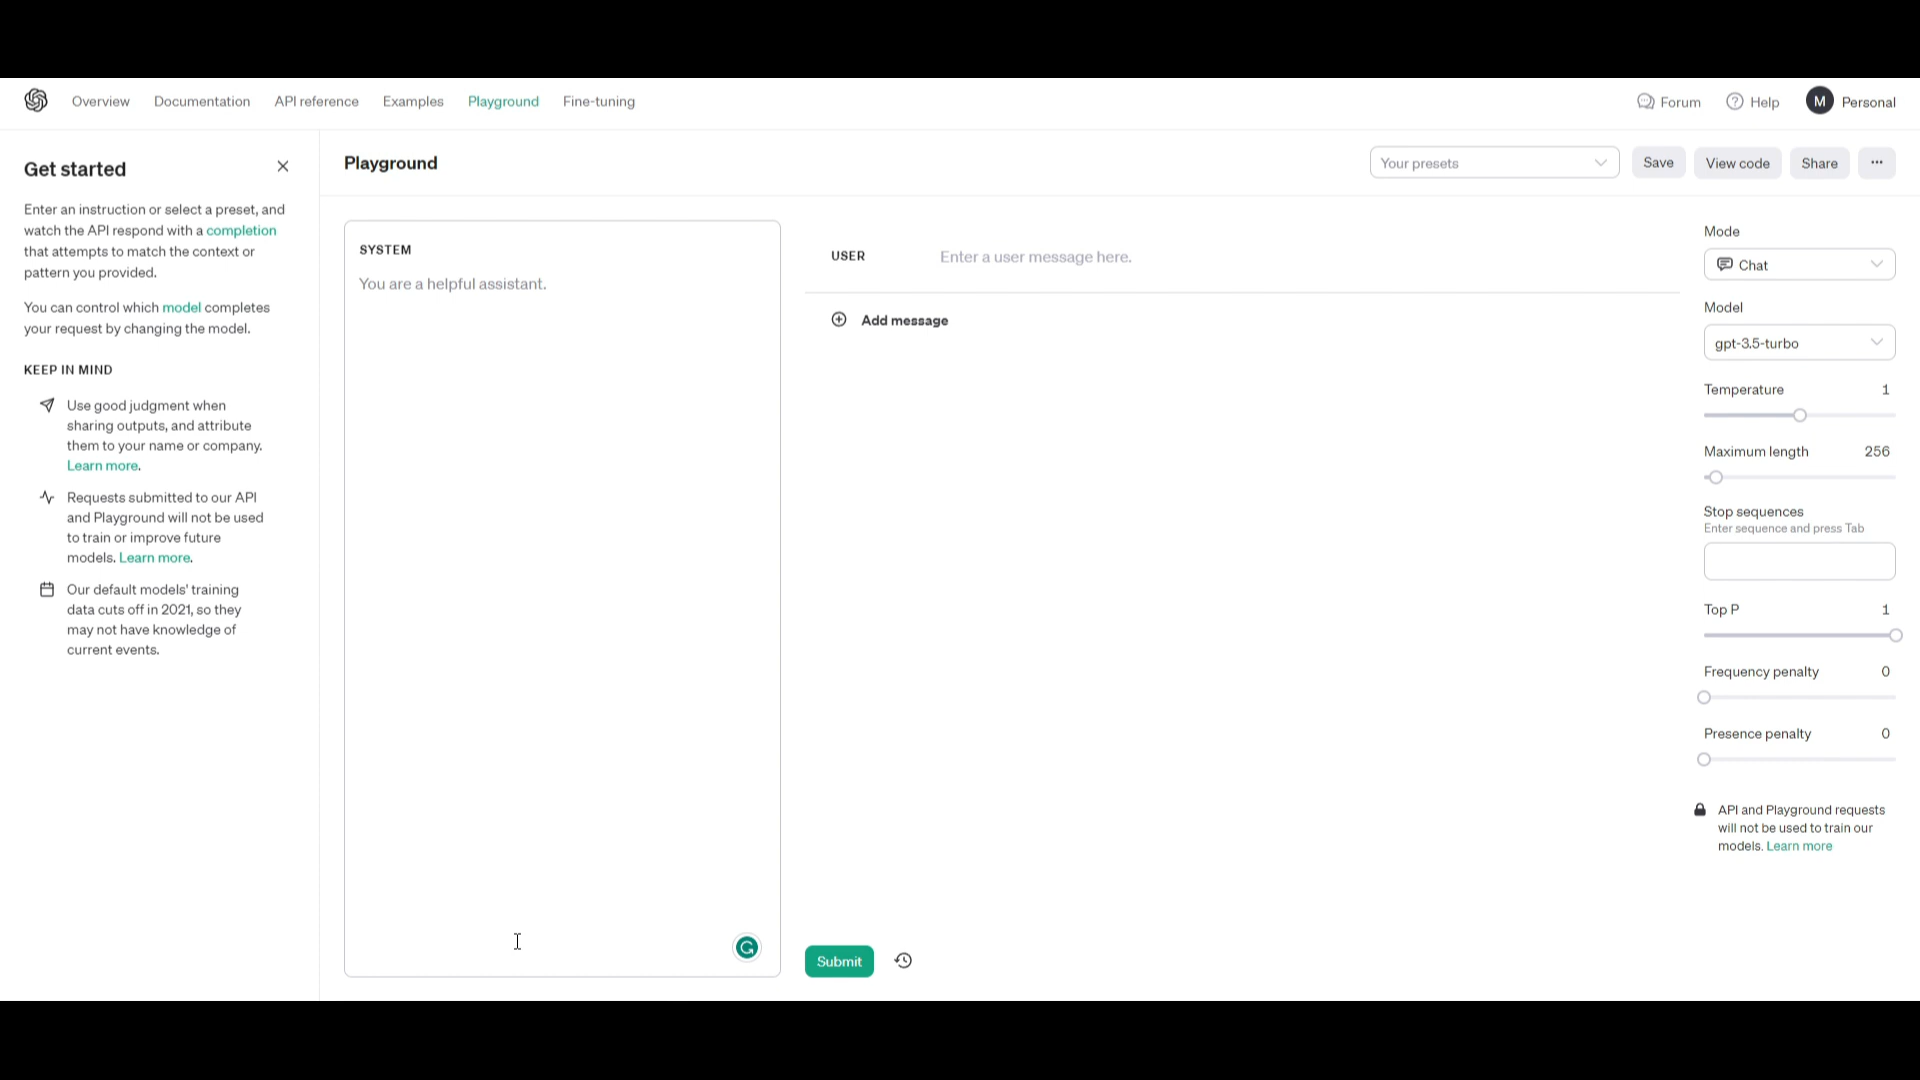 Overview Documentation API reference Examples Playground Fine-tuning Forum Help M Personal
Get started
Enter an instruction or select a preset, and
watch the API respond with a completion
that attempts to match the context or
pattern you provided.
You can control which model completes
your request by changing the model.
KEEP IN MIND
Use good judgment when
sharing outputs, and attribute
them to your name or company.
Learn more.
Requests submitted to our API
and Playground will not be used
to train or improve future
models. Learn more.
Our default models' training
data cuts off in 2021, so they
may not have knowledge of
current events.
Playground
Your presets
Save
View code
Share
SYSTEM
You are a helpful assistant.
USER
Enter a user message here.
Add message
Submit
Mode
Chat
Model
gpt-3.5-turbo
Temperature 1
Maximum length 256
Stop sequences
Enter sequence and press Tab
Top P 1
Frequency penalty 0
Presence penalty 0
API and Playground requests
will not be used to train our
models. Learn more